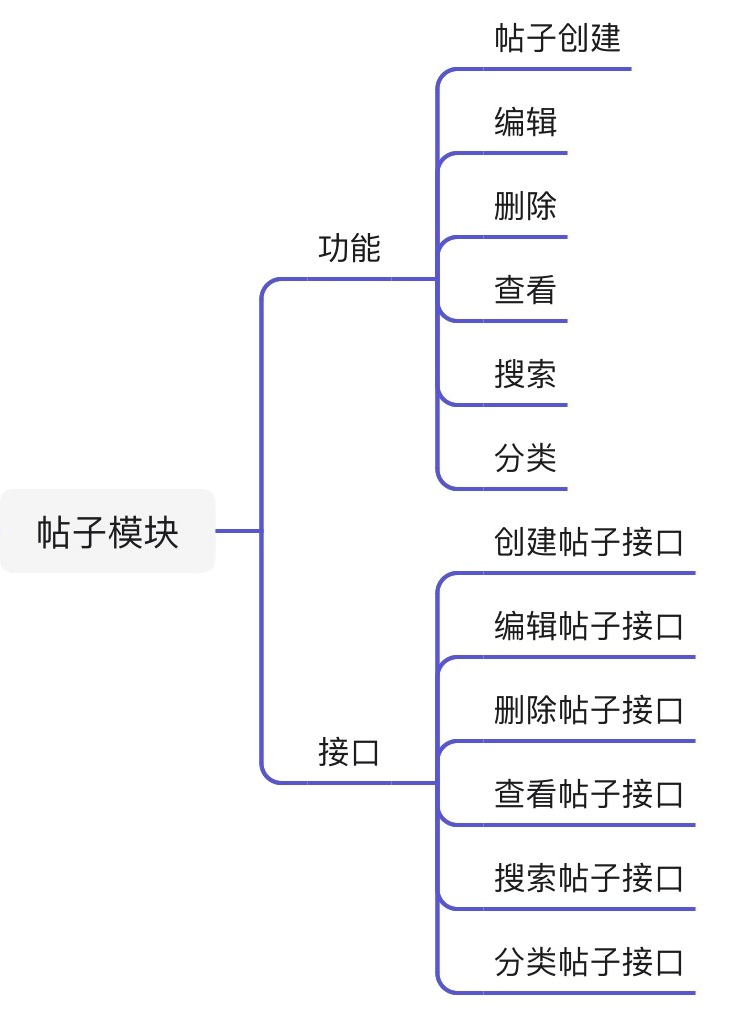 帖子模块
功能
帖子创建
编辑
删除
查看
搜索
分类
接口
创建帖子接口
编辑帖子接口
删除帖子接口
查看帖子接口
搜索帖子接口
分类帖子接口